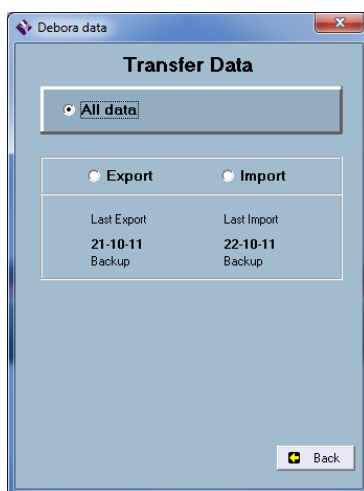 Debora data
Transfer Data
All data
Export Import
Last Export Last Import
21-10-11 22-10-11
Backup Backup
Back